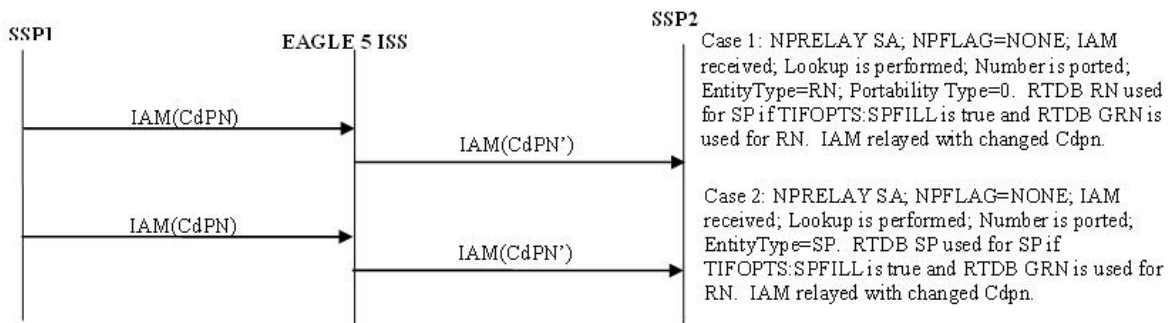 SSP1
EAGLE 5 ISS
SSP2
IAM(CdPN)
IAM(CdPN’)
IAM(CdPN)
IAM(CdPN’)
Case 1: NPRELAY SA; NPFLAG=NONE; IAM
received; Lookup is performed; Number is ported;
EntityType=RN; Portability Type=0. RTDB RN used
for SP if TIFOPTS:SPFILL is true and RTDB GRN is
used for RN. IAM relayed with changed Cdpn.
Case 2: NPRELAY SA; NPFLAG=NONE; IAM
received; Lookup is performed; Number is ported;
EntityType=SP. RTDB SP used for SP if
TIFOPTS:SPFILL is true and RTDB GRN is used for
RN. IAM relayed with changed Cdpn.